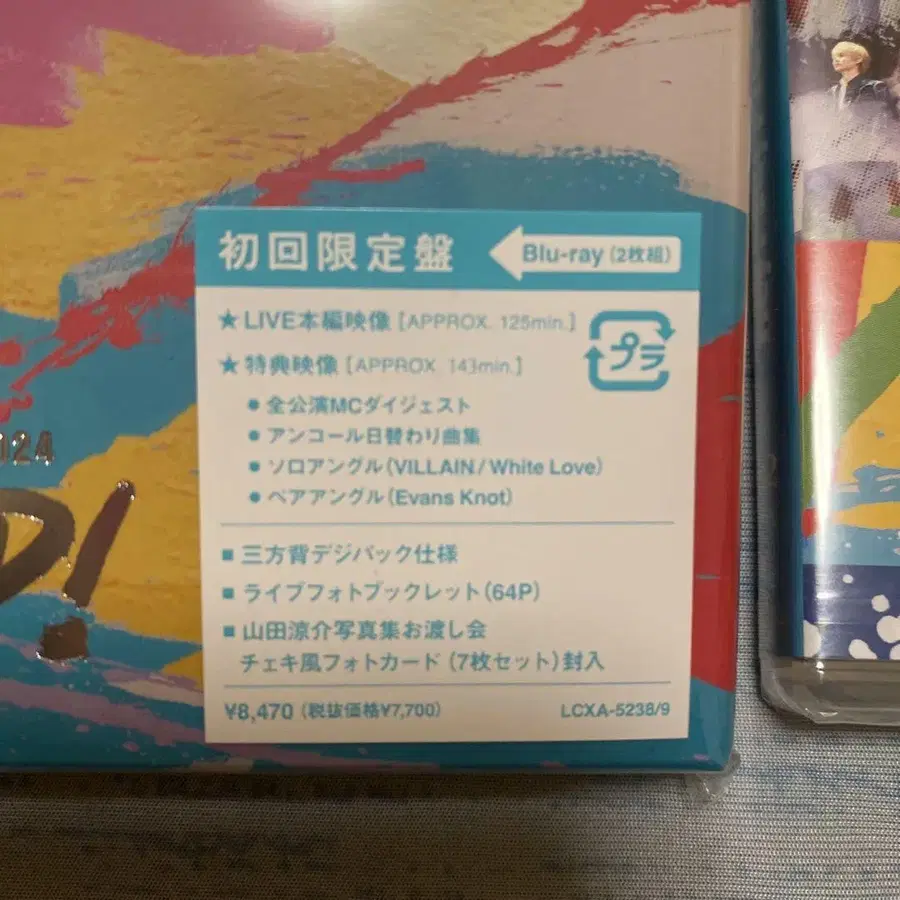 初回限定盤
Blu-ray (2枚組)
★LIVE本編映像 [APPROX. 125min.]
★特典映像 [APPROX. 143min.]
プラ
●全公演MCダイジェスト
●アンコール日替わり曲集
●ソロアングル(VILLAIN / White Love)
●ペアアングル(Evans Knot)
■三方背デジパック仕様
■ライブフォトブックレット(64P)
■山田涼介写真集お渡し会
チェキ風フォトカード(7枚セット)封入
¥8,470 (税抜価格¥7,700)
LCXA-5238/9
024
D!